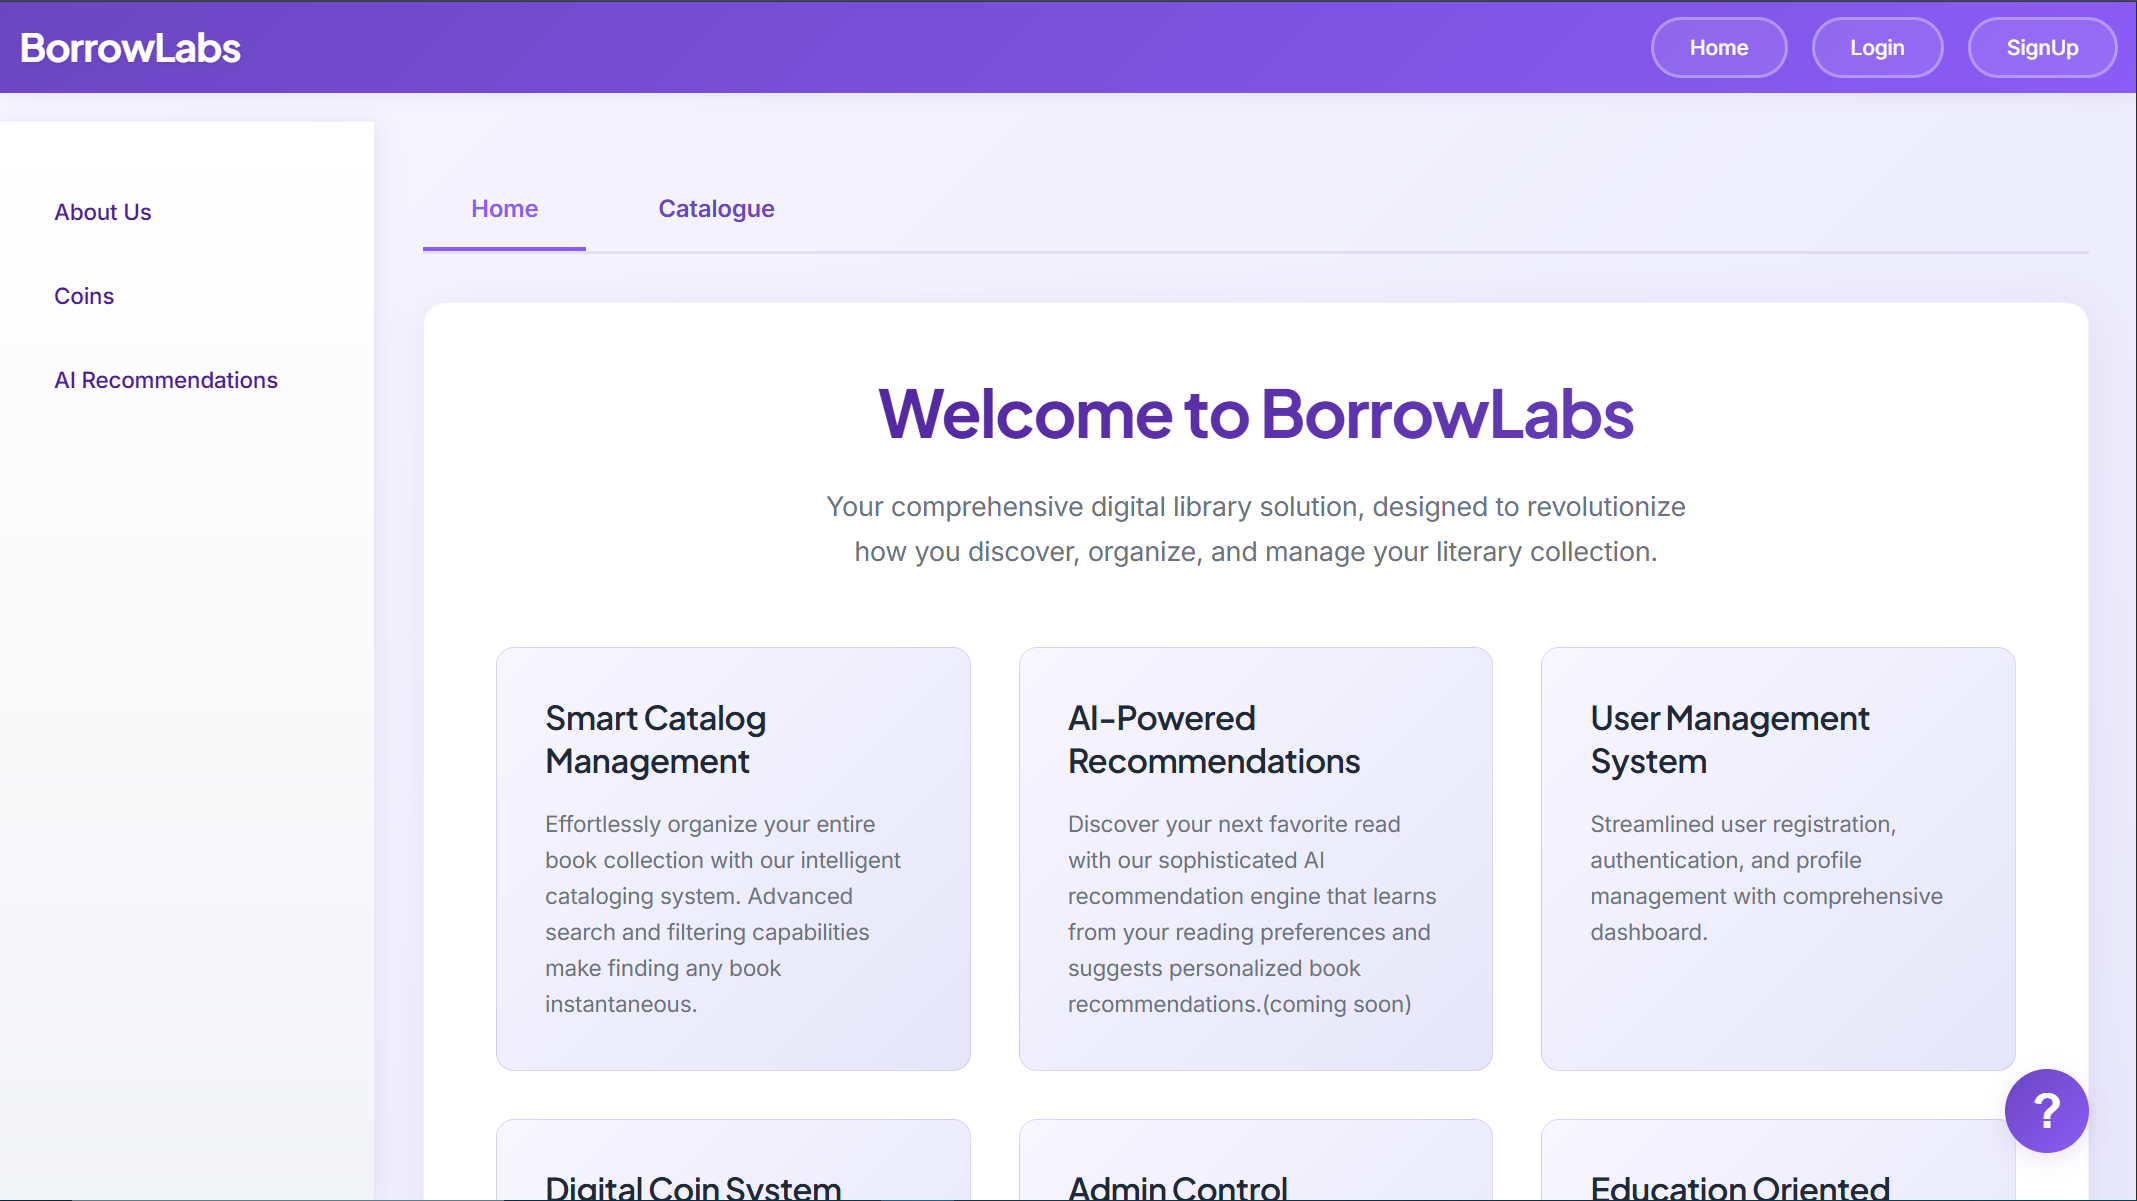 BorrowLabs
Home
Login
SignUp
About Us
Coins
AI Recommendations
Home
Catalogue
Welcome to BorrowLabs
Your comprehensive digital library solution, designed to revolutionize
how you discover, organize, and manage your literary collection.
Smart Catalog
Management
Effortlessly organize your entire
book collection with our intelligent
cataloging system. Advanced
search and filtering capabilities
make finding any book
instantaneous.
AI-Powered
Recommendations
Discover your next favorite read
with our sophisticated AI
recommendation engine that learns
from your reading preferences and
suggests personalized book
recommendations.(coming soon)
User Management
System
Streamlined user registration,
authentication, and profile
management with comprehensive
dashboard.
Digital Coin System
Admin Control
Education Oriented
?